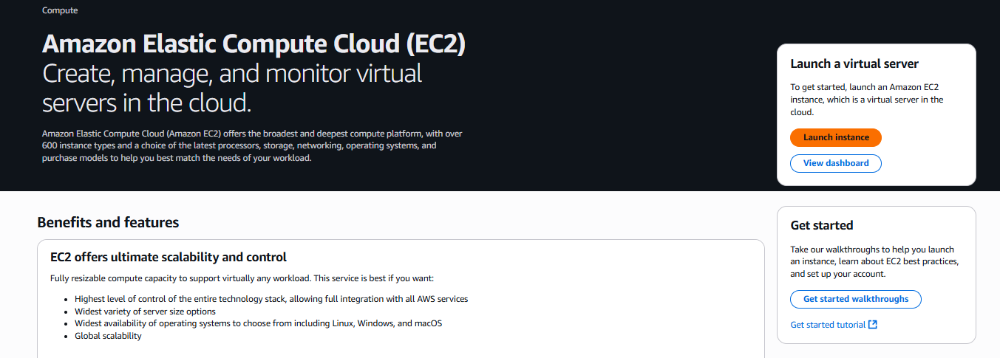 Compute
Amazon Elastic Compute Cloud (EC2)
Create, manage, and monitor virtual
servers in the cloud.
Amazon Elastic Compute Cloud (Amazon EC2) offers the broadest and deepest compute platform, with over
600 instance types and a choice of the latest processors, storage, networking, operating systems, and
purchase models to help you best match the needs of your workload.
Launch a virtual server
To get started, launch an Amazon EC2
instance, which is a virtual server in the
cloud.
Launch instance
View dashboard
Benefits and features
EC2 offers ultimate scalability and control
Fully resizable compute capacity to support virtually any workload. This service is best if you want:
• Highest level of control of the entire technology stack, allowing full integration with all AWS services
• Widest variety of server size options
• Widest availability of operating systems to choose from including Linux, Windows, and macOS
• Global scalability
Get started
Take our walkthroughs to help you launch
an instance, learn about EC2 best practices,
and set up your account.
Get started walkthroughs
Get started tutorial